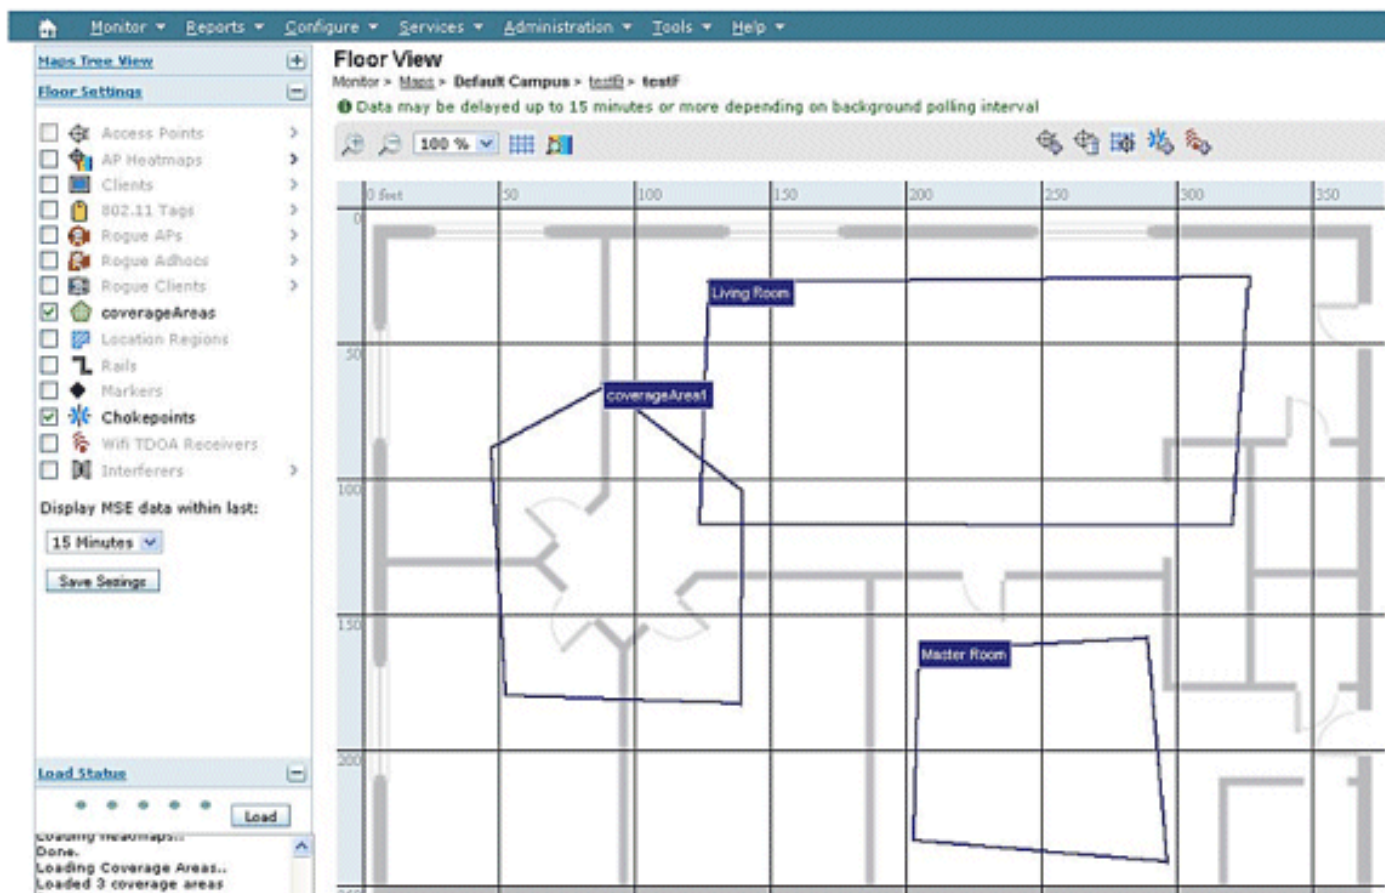 Monitor Reports Configure Services Administration Tools Help
Maps Tree View
Floor Settings
Access Points
AP Heatmaps
Clients
802.11 Tags
Rogue APs
Rogue Adhocs
Rogue Clients
coverageAreas
Location Regions
Rails
Markers
Chokepoints
Wifi TDOA Receivers
Interferers
Display MSE data within last:
15 Minutes
Save Settings
Load Status
Load
Loading Heatmaps..
Done.
Loading Coverage Areas..
Loaded 3 coverage areas
Floor View
Monitor > Maps > Default Campus > testB > testF
Data may be delayed up to 15 minutes or more depending on background polling interval
100 %
0 feet 50 100 150 200 250 300 350
0
Living Room
50
coverageArea1
100
150
Master Room
200